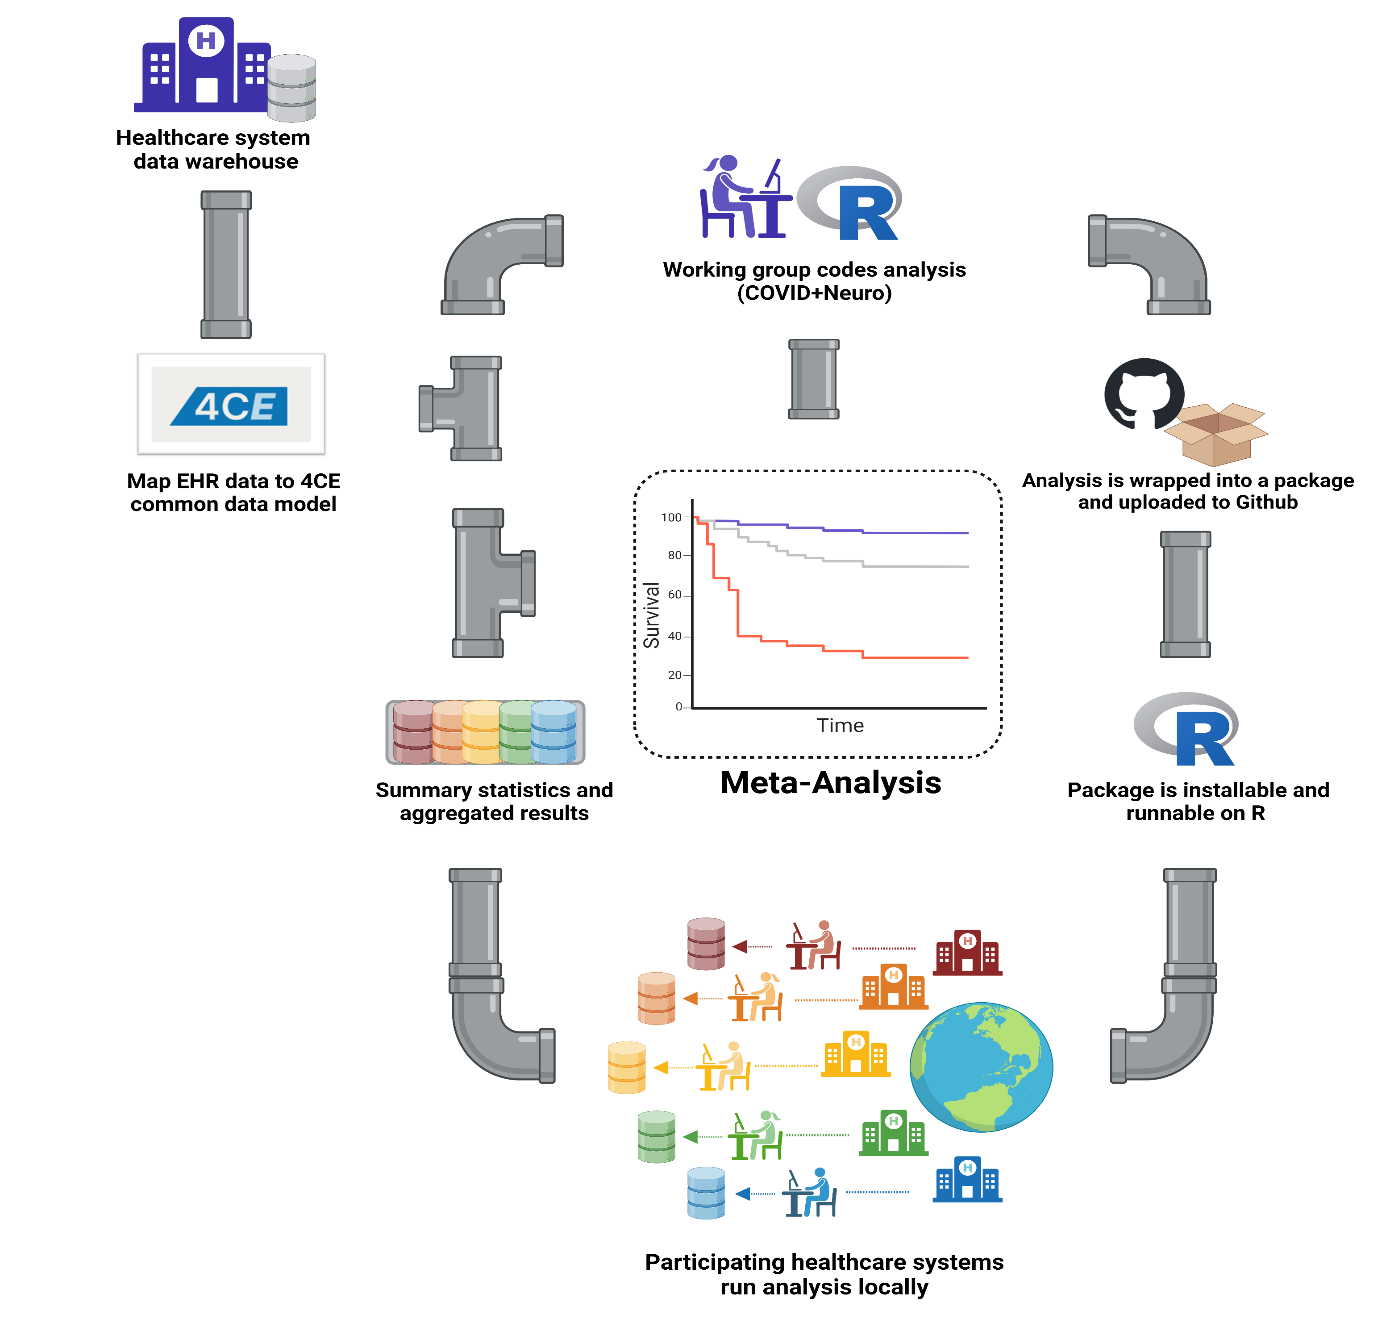 H
Healthcare system
data warehouse
4CE
Map EHR data to 4CE
common data model
R
Working group codes analysis
(COVID+Neuro)
Analysis is wrapped into a package
and uploaded to Github
R
Package is installable and
runnable on R
100
80
60
40
20
0
Survival
Time
Meta-Analysis
Summary statistics and
aggregated results
H
H
H
H
H
Participating healthcare systems
run analysis locally